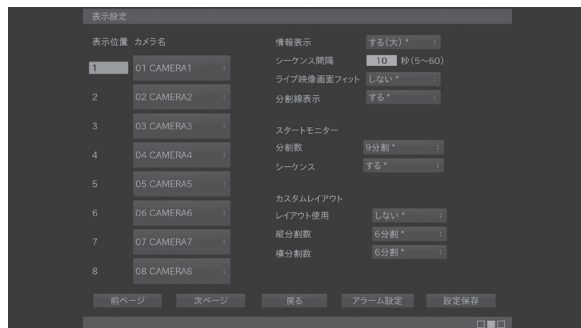 表示設定
表示位置 カメラ名
1 01 CAMERA1
2 02 CAMERA2
3 03 CAMERA3
4 04 CAMERA4
5 05 CAMERA5
6 06 CAMERA6
7 07 CAMERA7
8 08 CAMERA8
情報表示 する(大) *
シーケンス間隔 10 秒(5~60)
ライブ映像画面フィット しない *
分割線表示 する *
スタートモニター
分割数 9分割 *
シーケンス する *
カスタムレイアウト
レイアウト使用 しない *
縦分割数 6分割 *
横分割数 6分割 *
前ページ 次ページ 戻る アラーム設定 設定保存